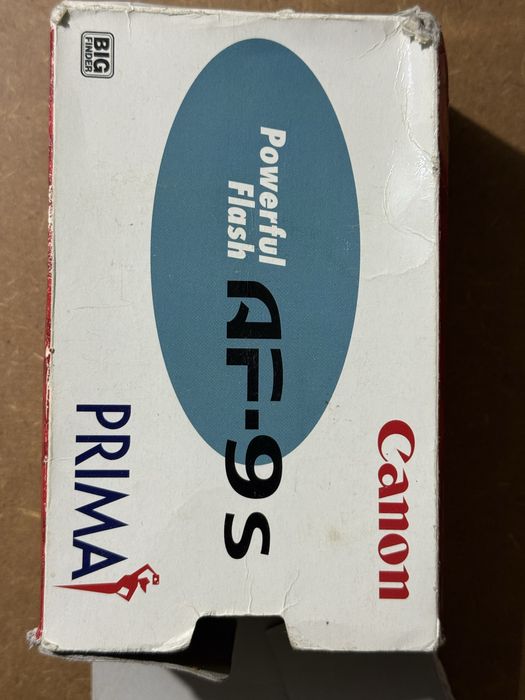 Canon
Powerful
Flash
AF-9s
PRIMA
BIG
FINDER